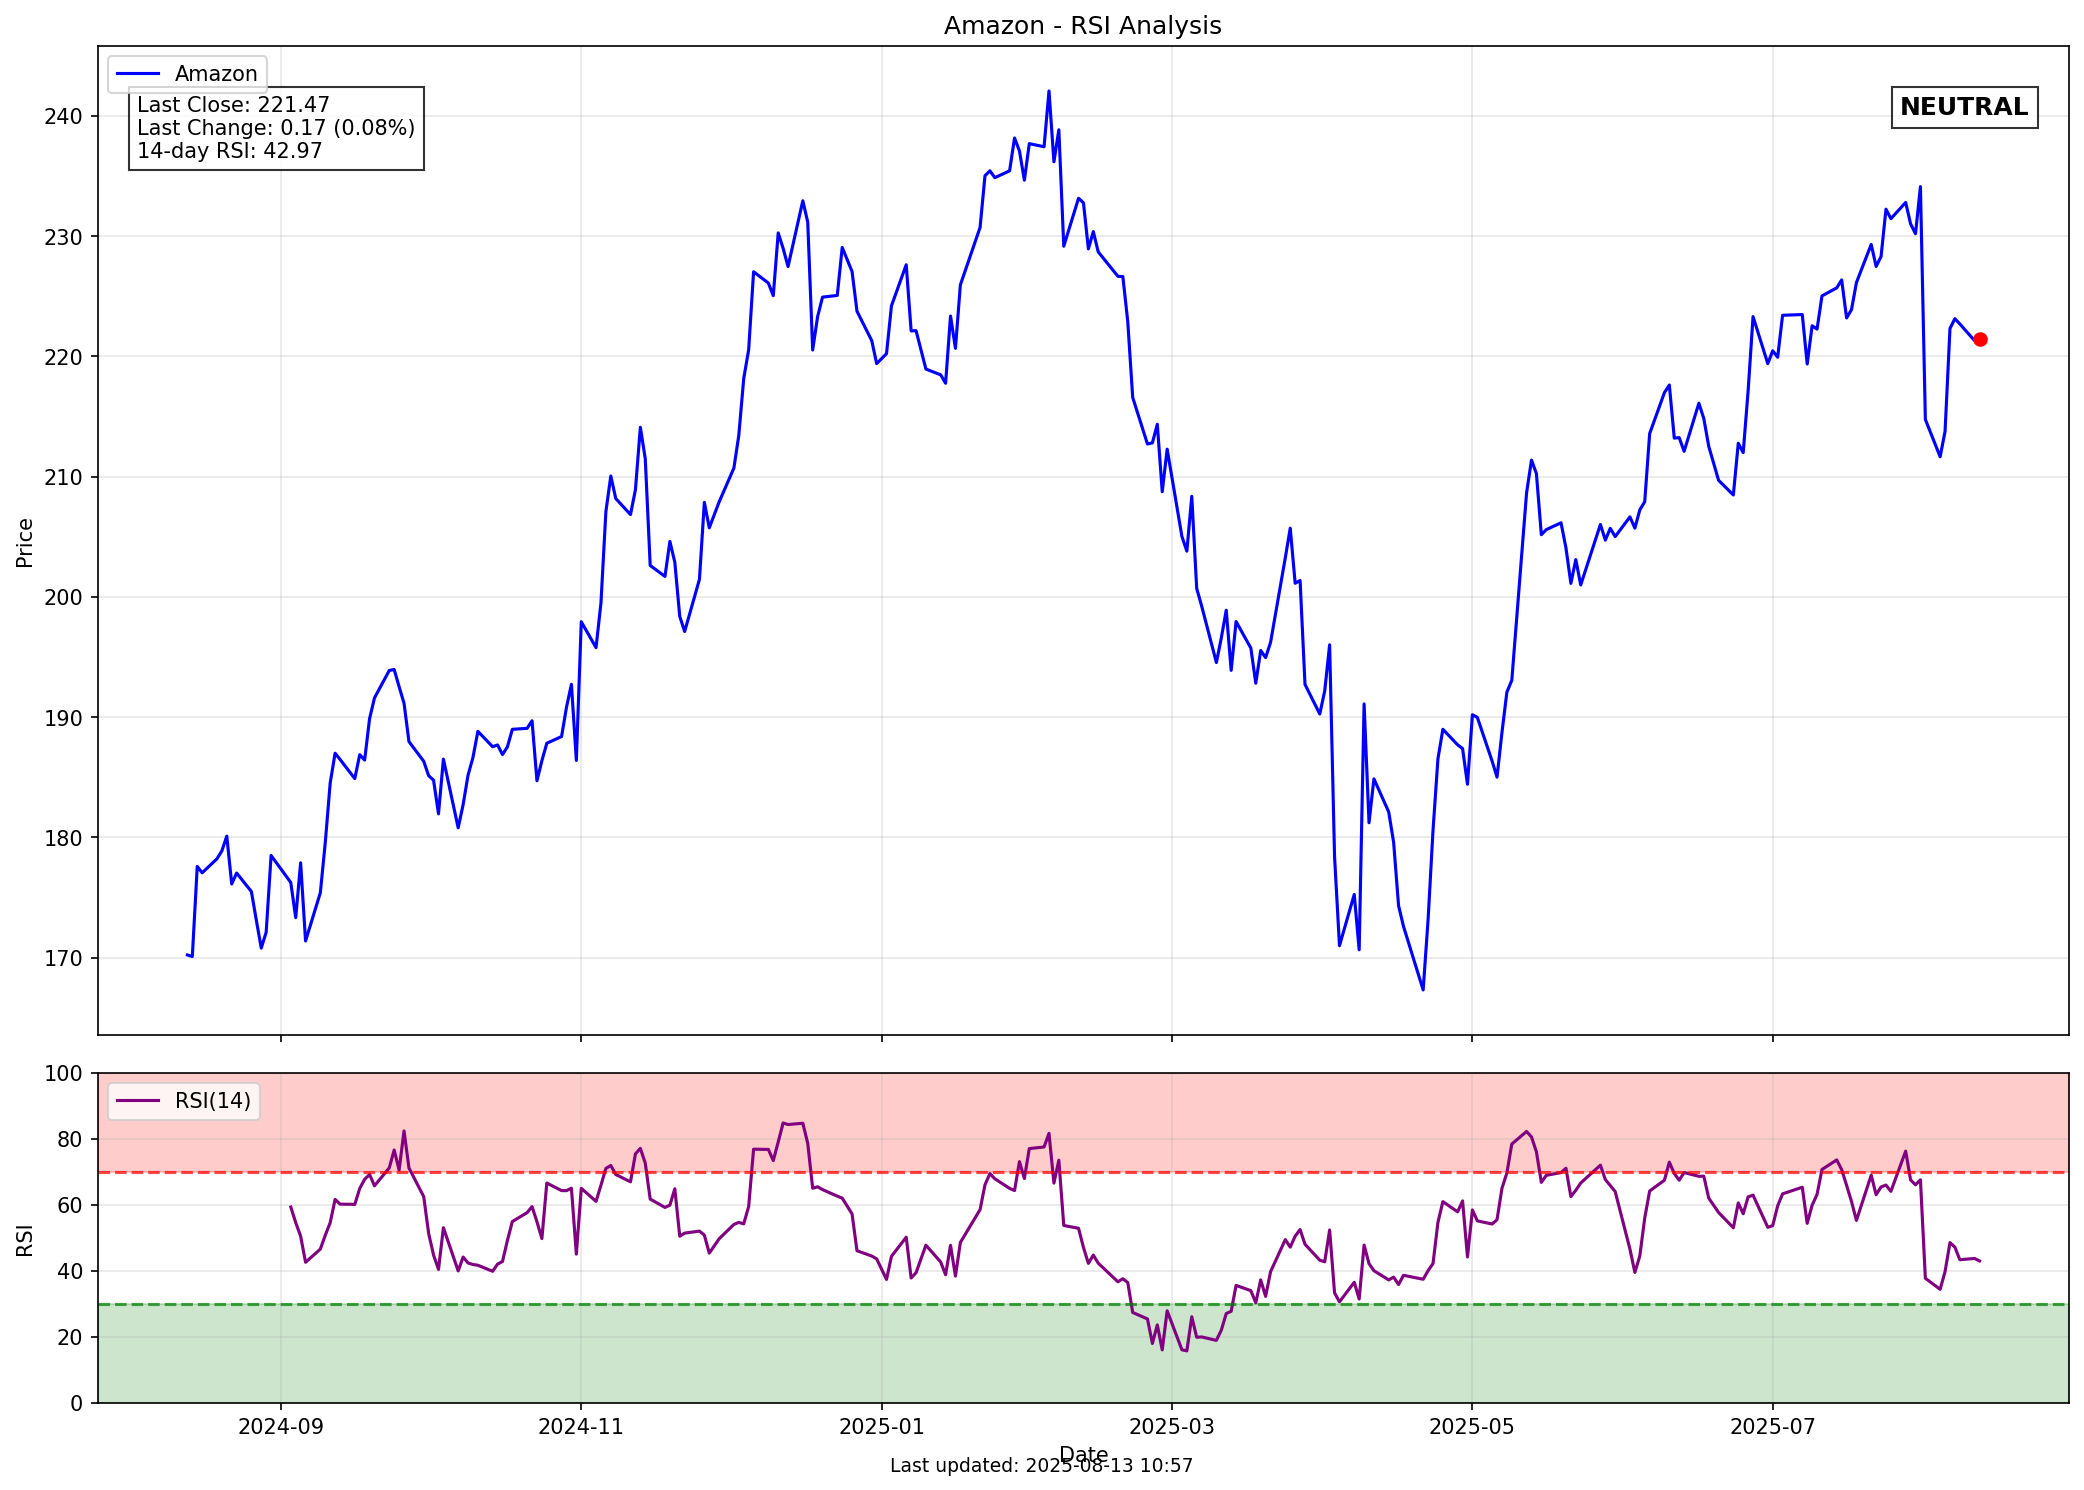 Amazon - RSI Analysis
Amazon
Last Close: 221.47
Last Change: 0.17 (0.08%)
14-day RSI: 42.97
NEUTRAL
240
230
220
210
200
190
180
170
Price
RSI(14)
100
80
60
40
20
0
RSI
2024-09
2024-11
2025-01
2025-03
2025-05
2025-07
Date
Last updated: 2025-08-13 10:57